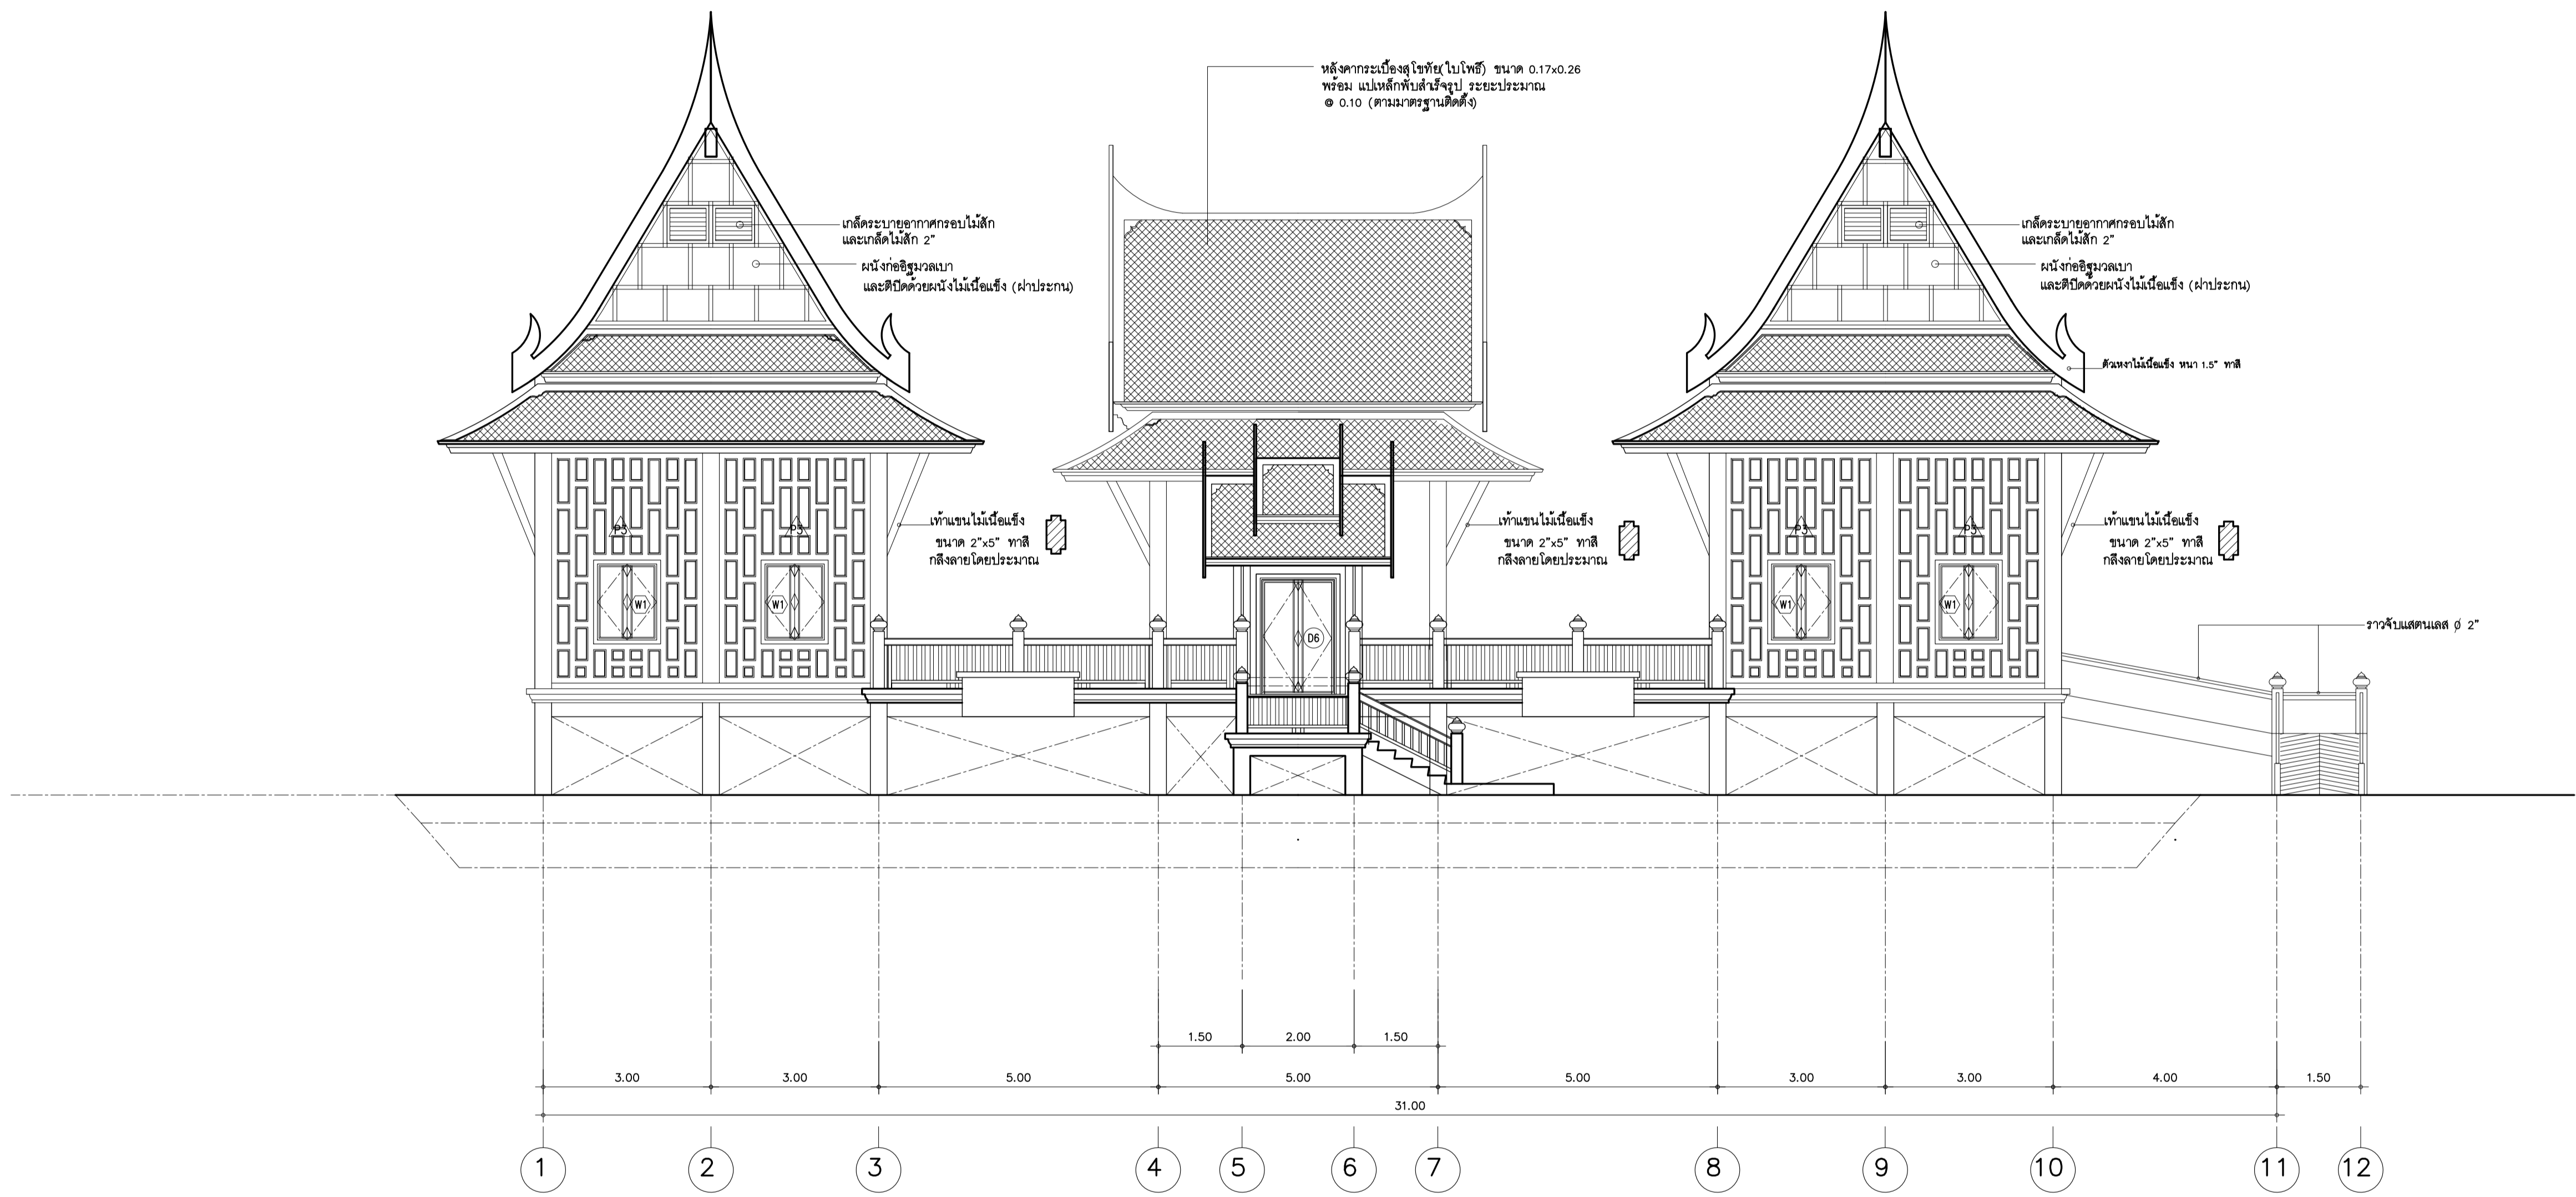 หลังคากระเบื้องสุโขทัย(ใบโพธิ์) ขนาด 0.17x0.26
พร้อม แปเหล็กพับสำเร็จรูป ระยะประมาณ
@ 0.10 (ตามมาตรฐานติดตั้ง)
เกล็ดระบายอากาศกรอบไม้สัก
และเกล็ดไม้สัก 2"
ผนังก่ออิฐมวลเบา
และตีปิดด้วยผนังไม้เนื้อแข็ง (ฝาประกน)
เกล็ดระบายอากาศกรอบไม้สัก
และเกล็ดไม้สัก 2"
ผนังก่ออิฐมวลเบา
และตีปิดด้วยผนังไม้เนื้อแข็ง (ฝาประกน)
ตัวเหงาไม้เนื้อแข็ง หนา 1.5" ทาสี
เท้าแขนไม้เนื้อแข็ง
ขนาด 2"x5" ทาสี
กลึงลายโดยประมาณ
เท้าแขนไม้เนื้อแข็ง
ขนาด 2"x5" ทาสี
กลึงลายโดยประมาณ
เท้าแขนไม้เนื้อแข็ง
ขนาด 2"x5" ทาสี
กลึงลายโดยประมาณ
P3 P3 P3 P3
W1 W1 W1 W1
D6
ราวจับแสตนเลส ø 2"
1.50 2.00 1.50
3.00 3.00 5.00 5.00 5.00 3.00 3.00 4.00 1.50
31.00
1 2 3 4 5 6 7 8 9 10 11 12